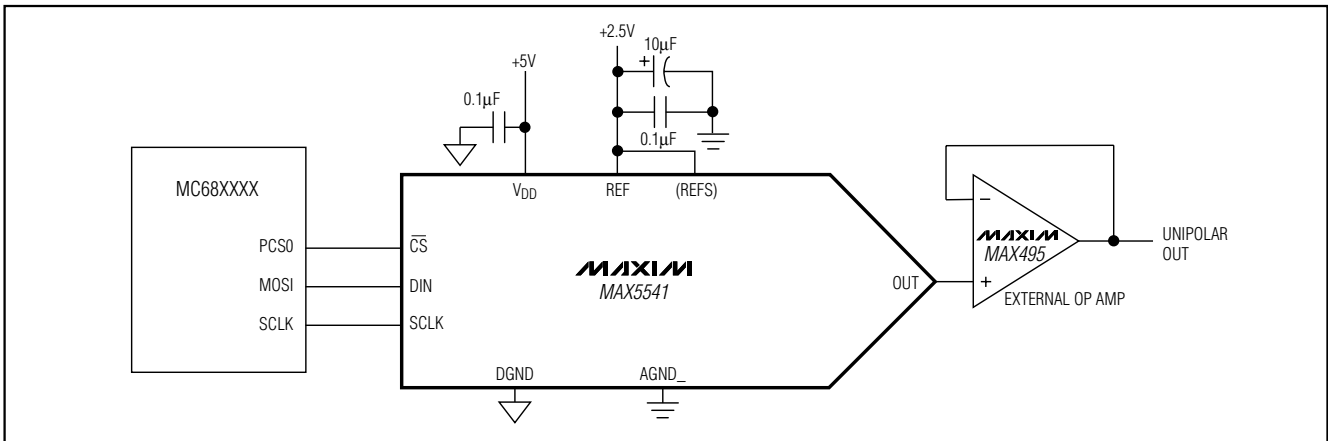 +2.5V
10µF
+
+5V
0.1µF
0.1µF
MC68XXXX
VDD
REF
(REFS)
PCS0
CS
MOSI
DIN
SCLK
SCLK
MAXIM
MAX5541
OUT
DGND
AGND_
−
MAXIM
MAX495
+
EXTERNAL OP AMP
UNIPOLAR
OUT